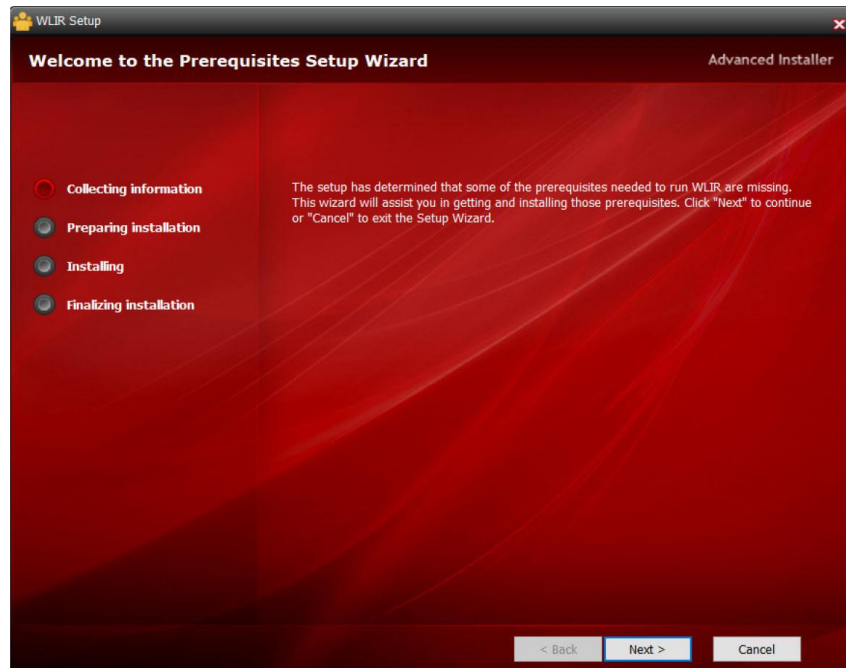 WLIR Setup
Welcome to the Prerequisites Setup Wizard
Advanced Installer
Collecting information
Preparing installation
Installing
Finalizing installation
The setup has determined that some of the prerequisites needed to run WLIR are missing.
This wizard will assist you in getting and installing those prerequisites. Click "Next" to continue
or "Cancel" to exit the Setup Wizard.
< Back
Next >
Cancel